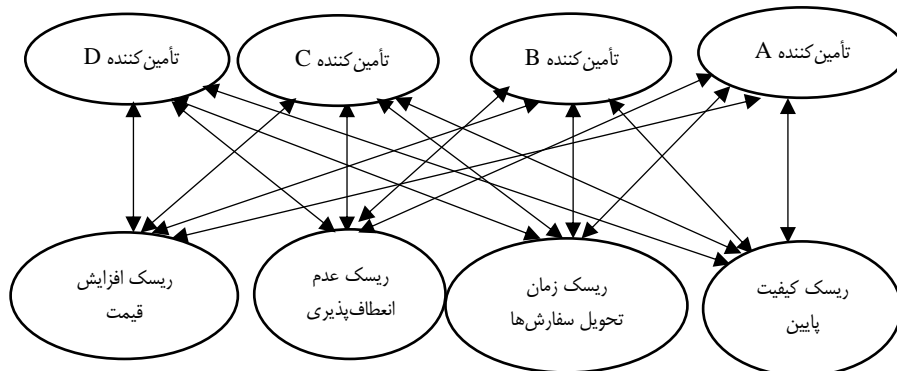 تأمین‌کننده A
تأمین‌کننده B
تأمین‌کننده C
تأمین‌کننده D
ریسک کیفیت
پایین
ریسک زمان
تحویل سفارش‌ها
ریسک عدم
انعطاف‌پذیری
ریسک افزایش
قیمت